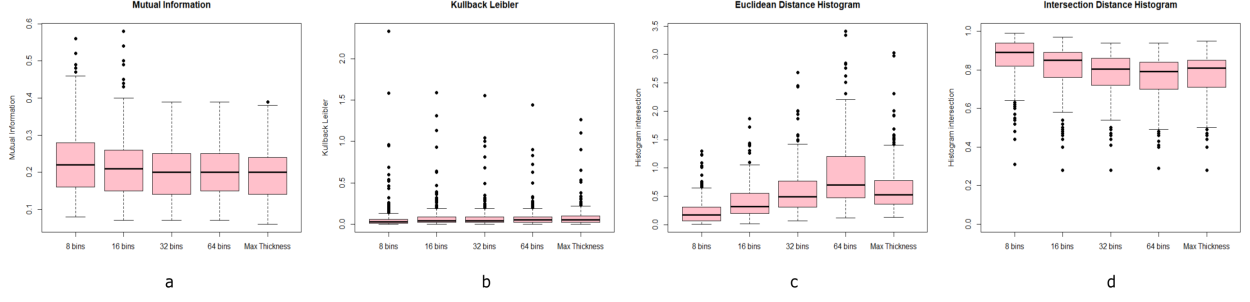 Mutual Information
Mutual Information
0.6
0.5
0.4
0.3
0.2
0.1
8 bins 16 bins 32 bins 64 bins Max Thickness
a
Kullback Leibler
Kullback Leibler
2.0
1.5
1.0
0.5
0.0
8 bins 16 bins 32 bins 64 bins Max Thickness
b
Euclidean Distance Histogram
Histogram intersection
3.5
3.0
2.5
2.0
1.5
1.0
0.5
0.0
8 bins 16 bins 32 bins 64 bins Max Thickness
c
Intersection Distance Histogram
Histogram intersection
1.0
0.8
0.6
0.4
0.2
0.0
8 bins 16 bins 32 bins 64 bins Max Thickness
d